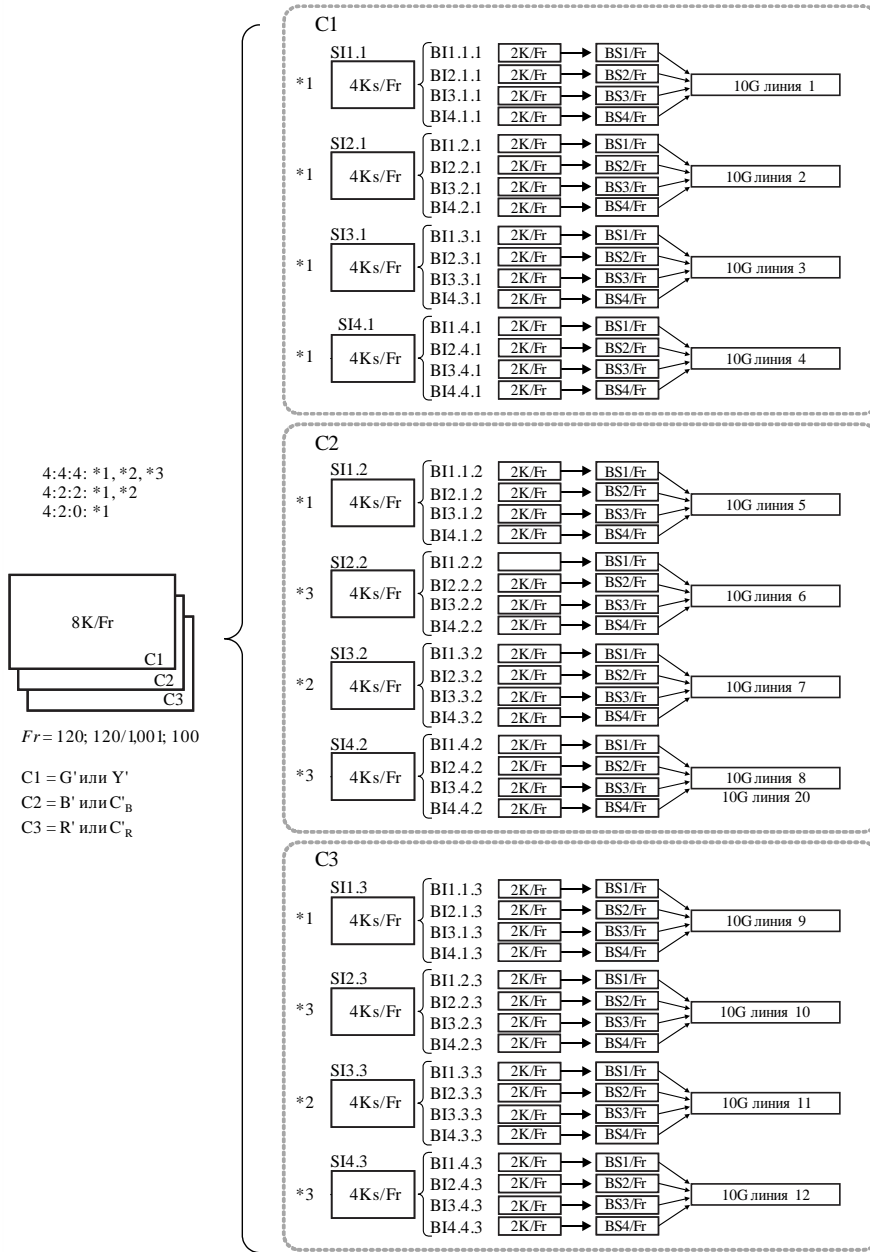 C1
SI1.1
*1
4Ks/Fr
BI1.1.1 2K/Fr BS1/Fr
BI2.1.1 2K/Fr BS2/Fr
BI3.1.1 2K/Fr BS3/Fr
BI4.1.1 2K/Fr BS4/Fr
10G линия 1
SI2.1
*1
4Ks/Fr
BI1.2.1 2K/Fr BS1/Fr
BI2.2.1 2K/Fr BS2/Fr
BI3.2.1 2K/Fr BS3/Fr
BI4.2.1 2K/Fr BS4/Fr
10G линия 2
SI3.1
*1
4Ks/Fr
BI1.3.1 2K/Fr BS1/Fr
BI2.3.1 2K/Fr BS2/Fr
BI3.3.1 2K/Fr BS3/Fr
BI4.3.1 2K/Fr BS4/Fr
10G линия 3
SI4.1
*1
4Ks/Fr
BI1.4.1 2K/Fr BS1/Fr
BI2.4.1 2K/Fr BS2/Fr
BI3.4.1 2K/Fr BS3/Fr
BI4.4.1 2K/Fr BS4/Fr
10G линия 4
4:4:4: *1, *2, *3
4:2:2: *1, *2
4:2:0: *1
8K/Fr
C1
C2
C3
Fr = 120; 120/1,001; 100
C1 = G' или Y'
C2 = B' или C'B
C3 = R' или C'R
C2
SI1.2
*1
4Ks/Fr
BI1.1.2 2K/Fr BS1/Fr
BI2.1.2 2K/Fr BS2/Fr
BI3.1.2 2K/Fr BS3/Fr
BI4.1.2 2K/Fr BS4/Fr
10G линия 5
SI2.2
*3
4Ks/Fr
BI1.2.2 BS1/Fr
BI2.2.2 2K/Fr BS2/Fr
BI3.2.2 2K/Fr BS3/Fr
BI4.2.2 2K/Fr BS4/Fr
10G линия 6
SI3.2
*2
4Ks/Fr
BI1.3.2 2K/Fr BS1/Fr
BI2.3.2 2K/Fr BS2/Fr
BI3.3.2 2K/Fr BS3/Fr
BI4.3.2 2K/Fr BS4/Fr
10G линия 7
SI4.2
*3
4Ks/Fr
BI1.4.2 2K/Fr BS1/Fr
BI2.4.2 2K/Fr BS2/Fr
BI3.4.2 2K/Fr BS3/Fr
BI4.4.2 2K/Fr BS4/Fr
10G линия 8
10G линия 20
C3
SI1.3
*1
4Ks/Fr
BI1.1.3 2K/Fr BS1/Fr
BI2.1.3 2K/Fr BS2/Fr
BI3.1.3 2K/Fr BS3/Fr
BI4.1.3 2K/Fr BS4/Fr
10G линия 9
SI2.3
*3
4Ks/Fr
BI1.2.3 2K/Fr BS1/Fr
BI2.2.3 2K/Fr BS2/Fr
BI3.2.3 2K/Fr BS3/Fr
BI4.2.3 2K/Fr BS4/Fr
10G линия 10
SI3.3
*2
4Ks/Fr
BI1.3.3 2K/Fr BS1/Fr
BI2.3.3 2K/Fr BS2/Fr
BI3.3.3 2K/Fr BS3/Fr
BI4.3.3 2K/Fr BS4/Fr
10G линия 11
SI4.3
*3
4Ks/Fr
BI1.4.3 2K/Fr BS1/Fr
BI2.4.3 2K/Fr BS2/Fr
BI3.4.3 2K/Fr BS3/Fr
BI4.4.3 2K/Fr BS4/Fr
10G линия 12